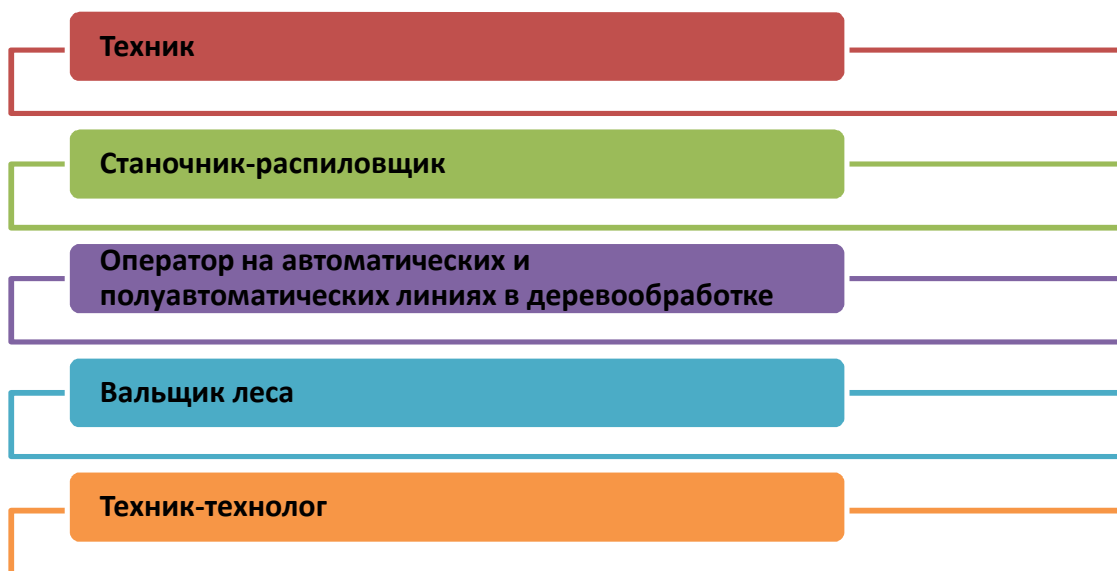 Техник
Станочник-распиловщик
Оператор на автоматических и
полуавтоматических линиях в деревообработке
Вальщик леса
Техник-технолог